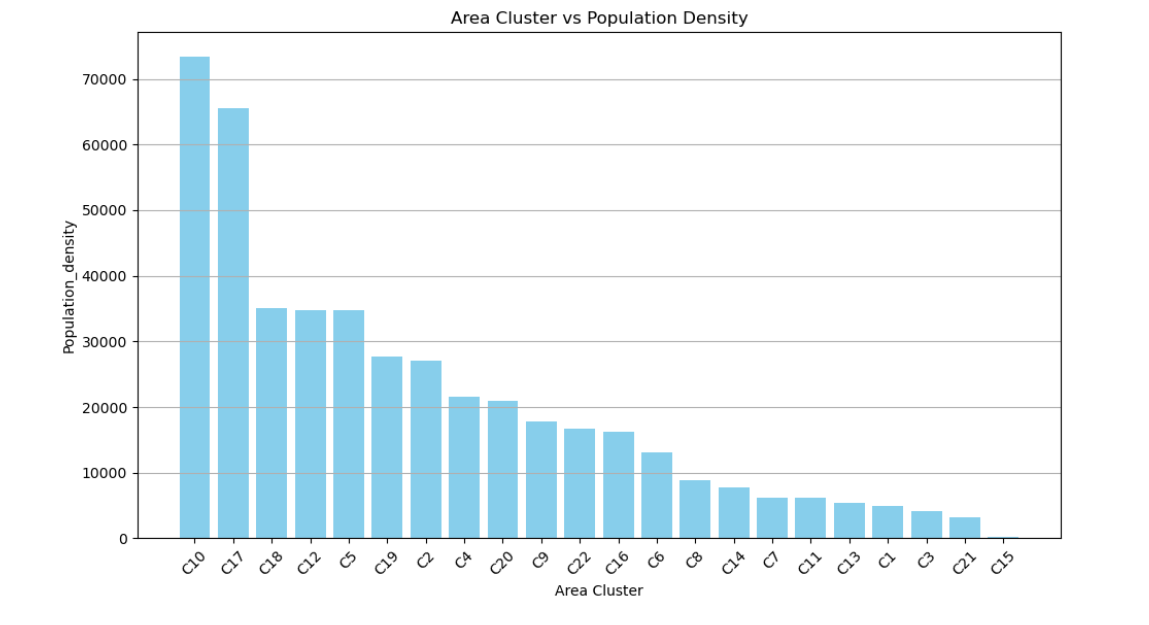 Area Cluster vs Population Density
Population_density
70000
60000
50000
40000
30000
20000
10000
0
C10 C17 C18 C12 C5 C19 C2 C4 C20 C9 C22 C16 C6 C8 C14 C7 C11 C13 C1 C3 C21 C15
Area Cluster